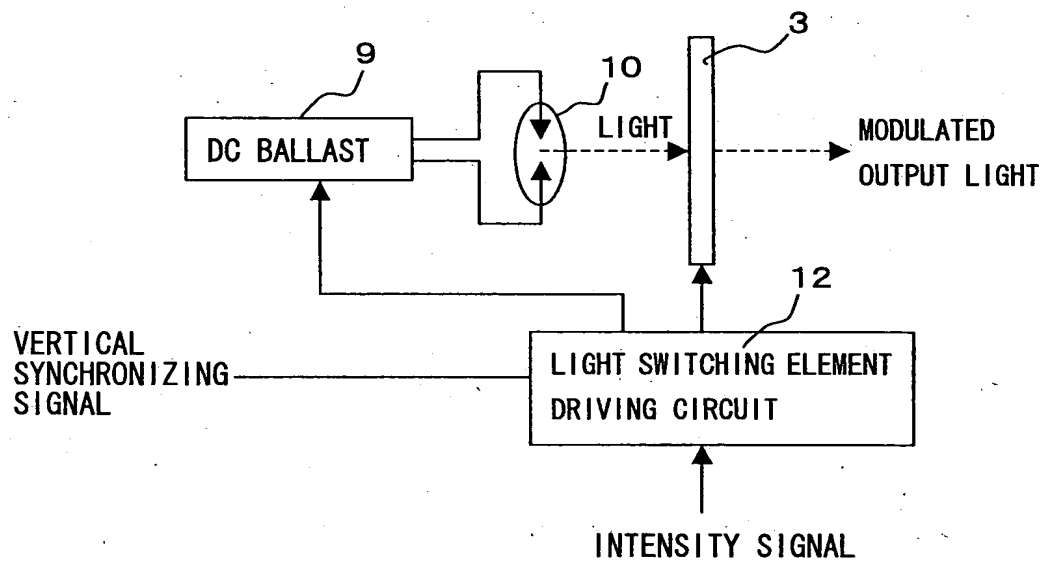 3
9
10
DC BALLAST
LIGHT
MODULATED
OUTPUT LIGHT
12
VERTICAL
SYNCHRONIZING
SIGNAL
LIGHT SWITCHING ELEMENT
DRIVING CIRCUIT
INTENSITY SIGNAL